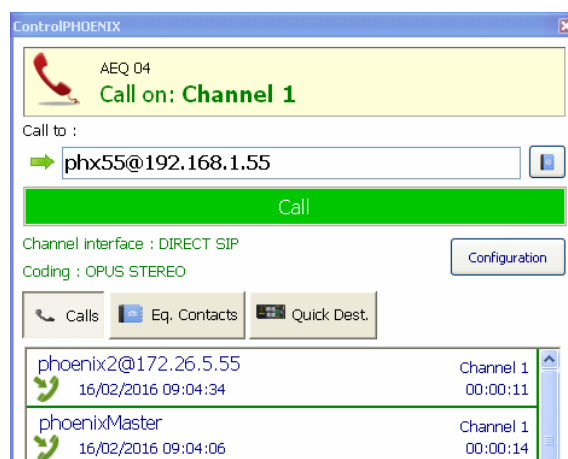 ControlPHOENIX
AEQ 04
Call on: Channel 1
Call to :
phx55@192.168.1.55
Call
Channel interface : DIRECT SIP
Coding : OPUS STEREO
Configuration
Calls
Eq. Contacts
Quick Dest.
phoenix2@172.26.5.55
Channel 1
16/02/2016 09:04:34
00:00:11
phoenixMaster
Channel 1
16/02/2016 09:04:06
00:00:14